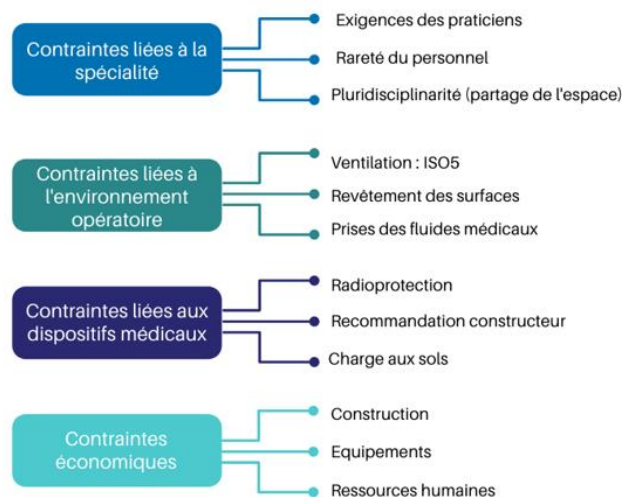 Contraintes liées à la
spécialité
Exigences des praticiens
Rareté du personnel
Pluridisciplinarité (partage de l'espace)
Contraintes liées à
l'environnement
opératoire
Ventilation : ISO5
Revêtement des surfaces
Prises des fluides médicaux
Contraintes liées aux
dispositifs médicaux
Radioprotection
Recommandation constructeur
Charge aux sols
Contraintes
économiques
Construction
Equipements
Ressources humaines